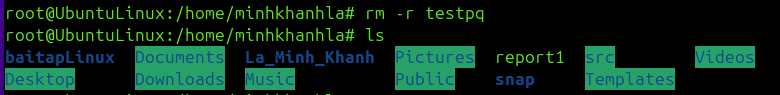 root@UbuntuLinux:/home/minhkhanhla# rm -r testpq
root@UbuntuLinux:/home/minhkhanhla# ls
baitapLinux Documents La_Minh_Khanh Pictures report1 src Videos
Desktop Downloads Music Public snap Templates